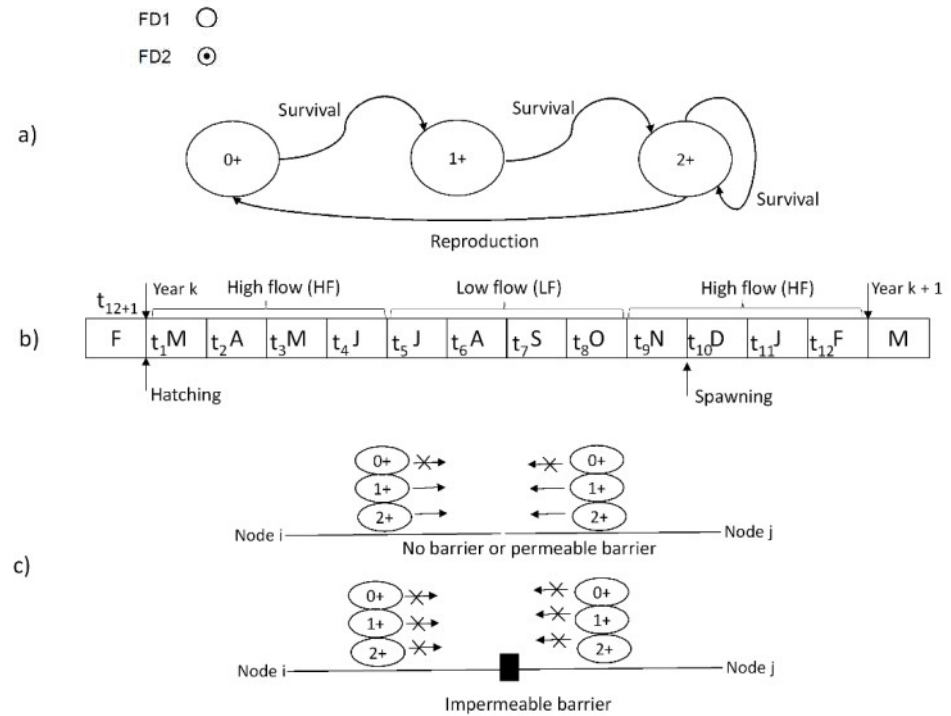 FD1
FD2
a)
Survival
Survival
0+
1+
2+
Survival
Reproduction
b)
t12+1
Year k
High flow (HF)
Low flow (LF)
High flow (HF)
Year k + 1
F t1M t2A t3M t4J t5J t6A t7S t8O t9N t10D t11J t12F M
Hatching
Spawning
c)
0+ 0+
1+ 1+
2+ 2+
Node i Node j
No barrier or permeable barrier
0+ 0+
1+ 1+
2+ 2+
Node i Node j
Impermeable barrier